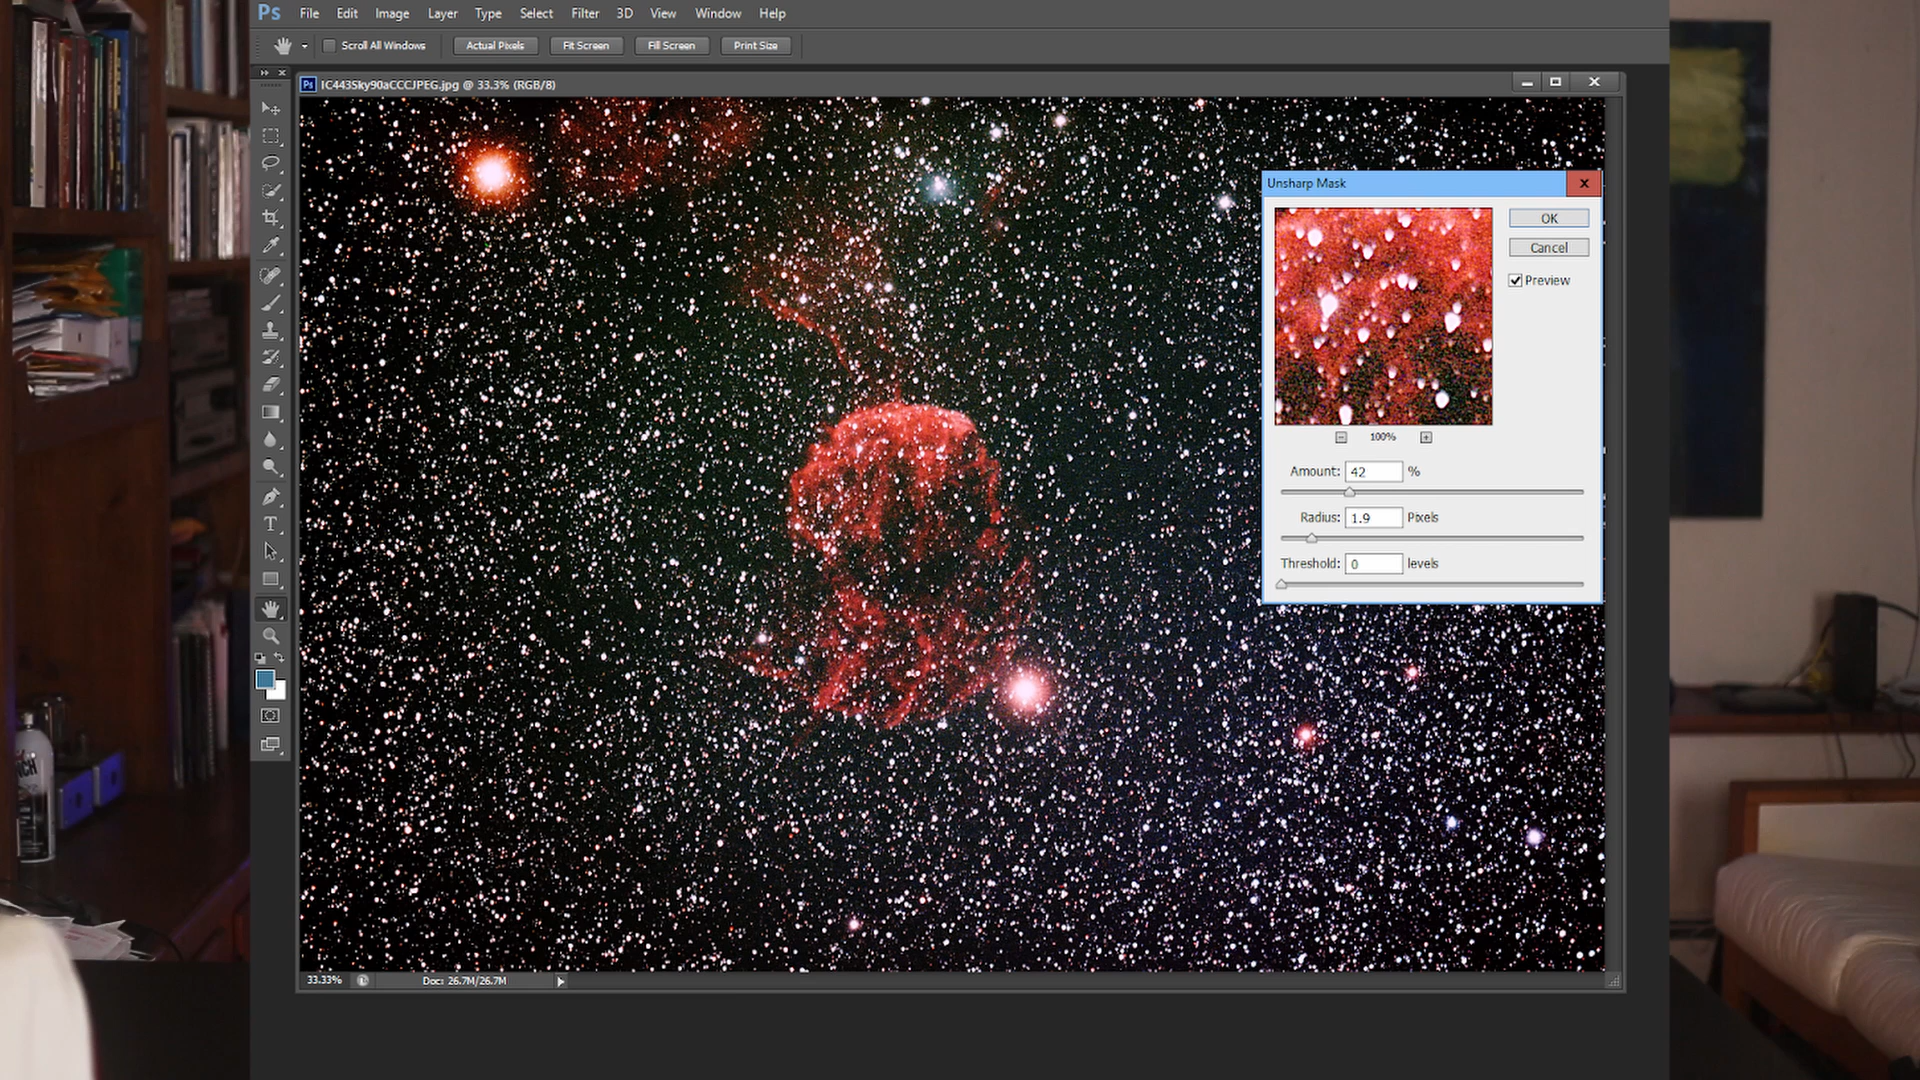 Ps File Edit Image Layer Type Select Filter 3D View Window Help
Scroll All Windows Actual Pixels Fit Screen Fill Screen Print Size
Ps IC443Sky90aCCCJPEG.jpg @ 33.3% (RGB/8)
Unsharp Mask
OK
Cancel
Preview
100%
Amount: 42 %
Radius: 1.9 Pixels
Threshold: 0 levels
T
33.33% Doc: 26.7M/26.7M